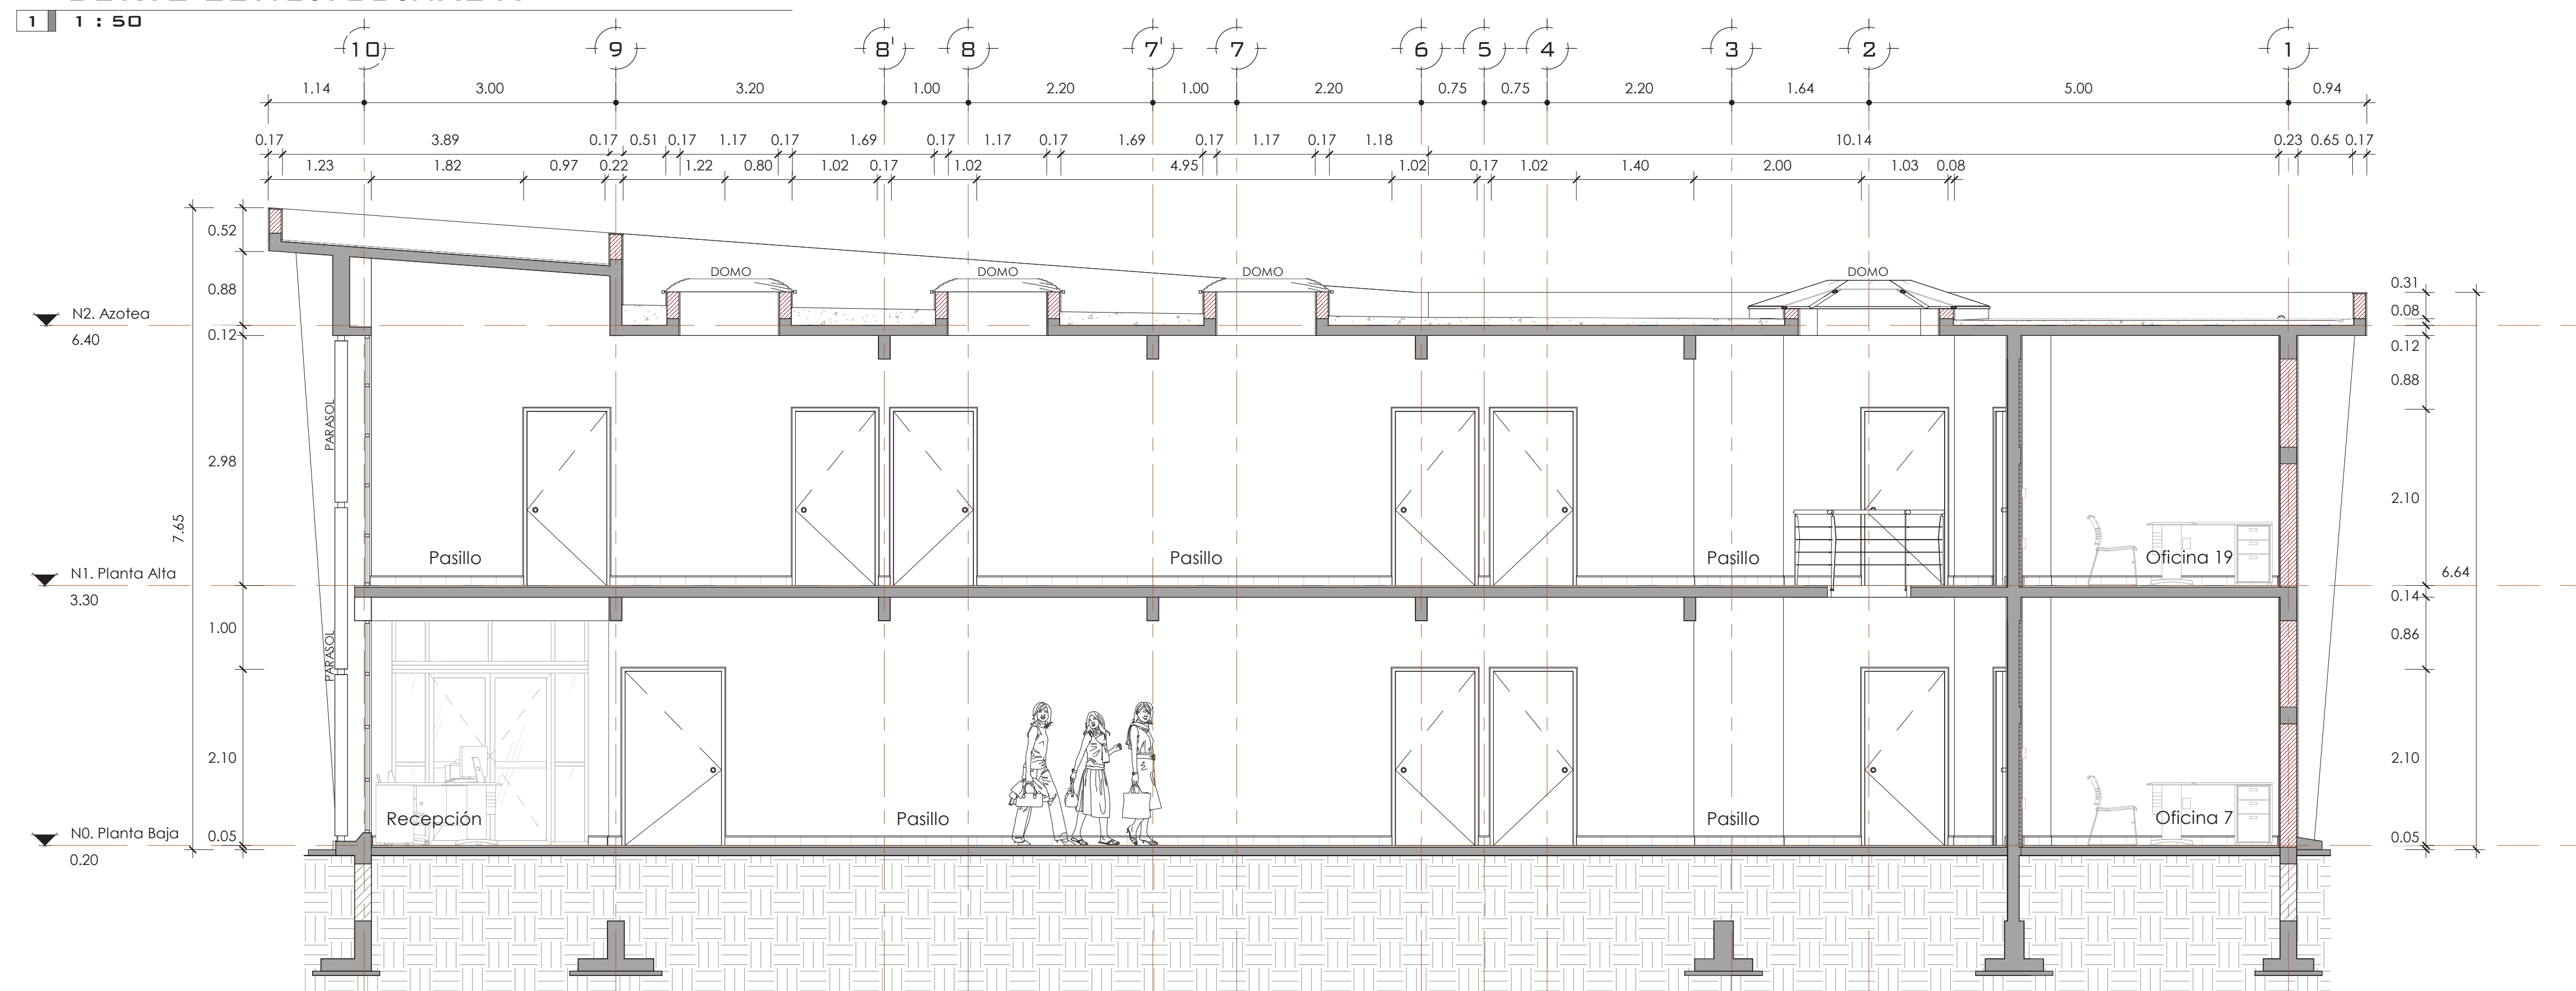 1 1 : 50
10 9 8' 8 7' 7 6 5 4 3 2 1
1.14 3.00 3.20 1.00 2.20 1.00 2.20 0.75 0.75 2.20 1.64 5.00 0.94
0.17 3.89 0.17 0.51 0.17 1.17 0.17 1.69 0.17 1.17 0.17 1.69 0.17 1.17 0.17 1.18 10.14 0.23 0.65 0.17
1.23 1.82 0.97 0.22 1.22 0.80 1.02 0.17 1.02 4.95 1.02 0.17 1.02 1.40 2.00 1.03 0.08
0.52
DOMO DOMO DOMO DOMO
0.88 0.31
N2. Azotea 0.08
6.40 0.12 0.12
0.88
PARASOL
2.98
2.10
7.65
Pasillo Pasillo Pasillo Oficina 19
N1. Planta Alta 6.64
3.30 0.14
1.00 0.86
PARASOL
2.10 2.10
Recepción Pasillo Pasillo Oficina 7
N0. Planta Baja 0.05 0.05
0.20